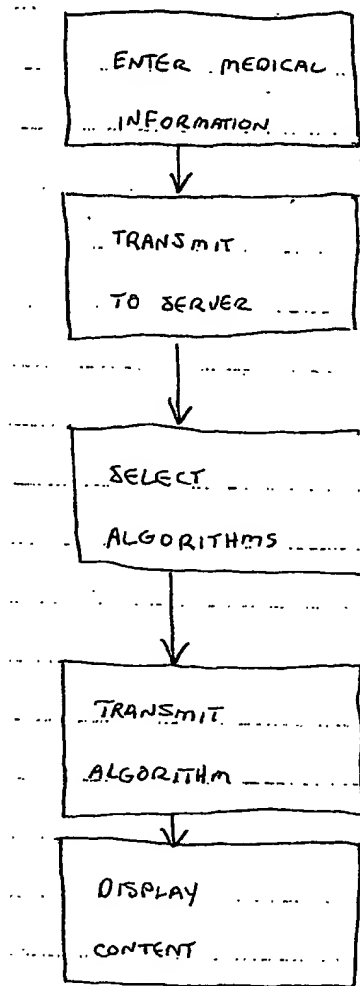 ENTER MEDICAL
INFORMATION
TRANSMIT
TO SERVER
SELECT
ALGORITHMS
TRANSMIT
ALGORITHM
DISPLAY
CONTENT